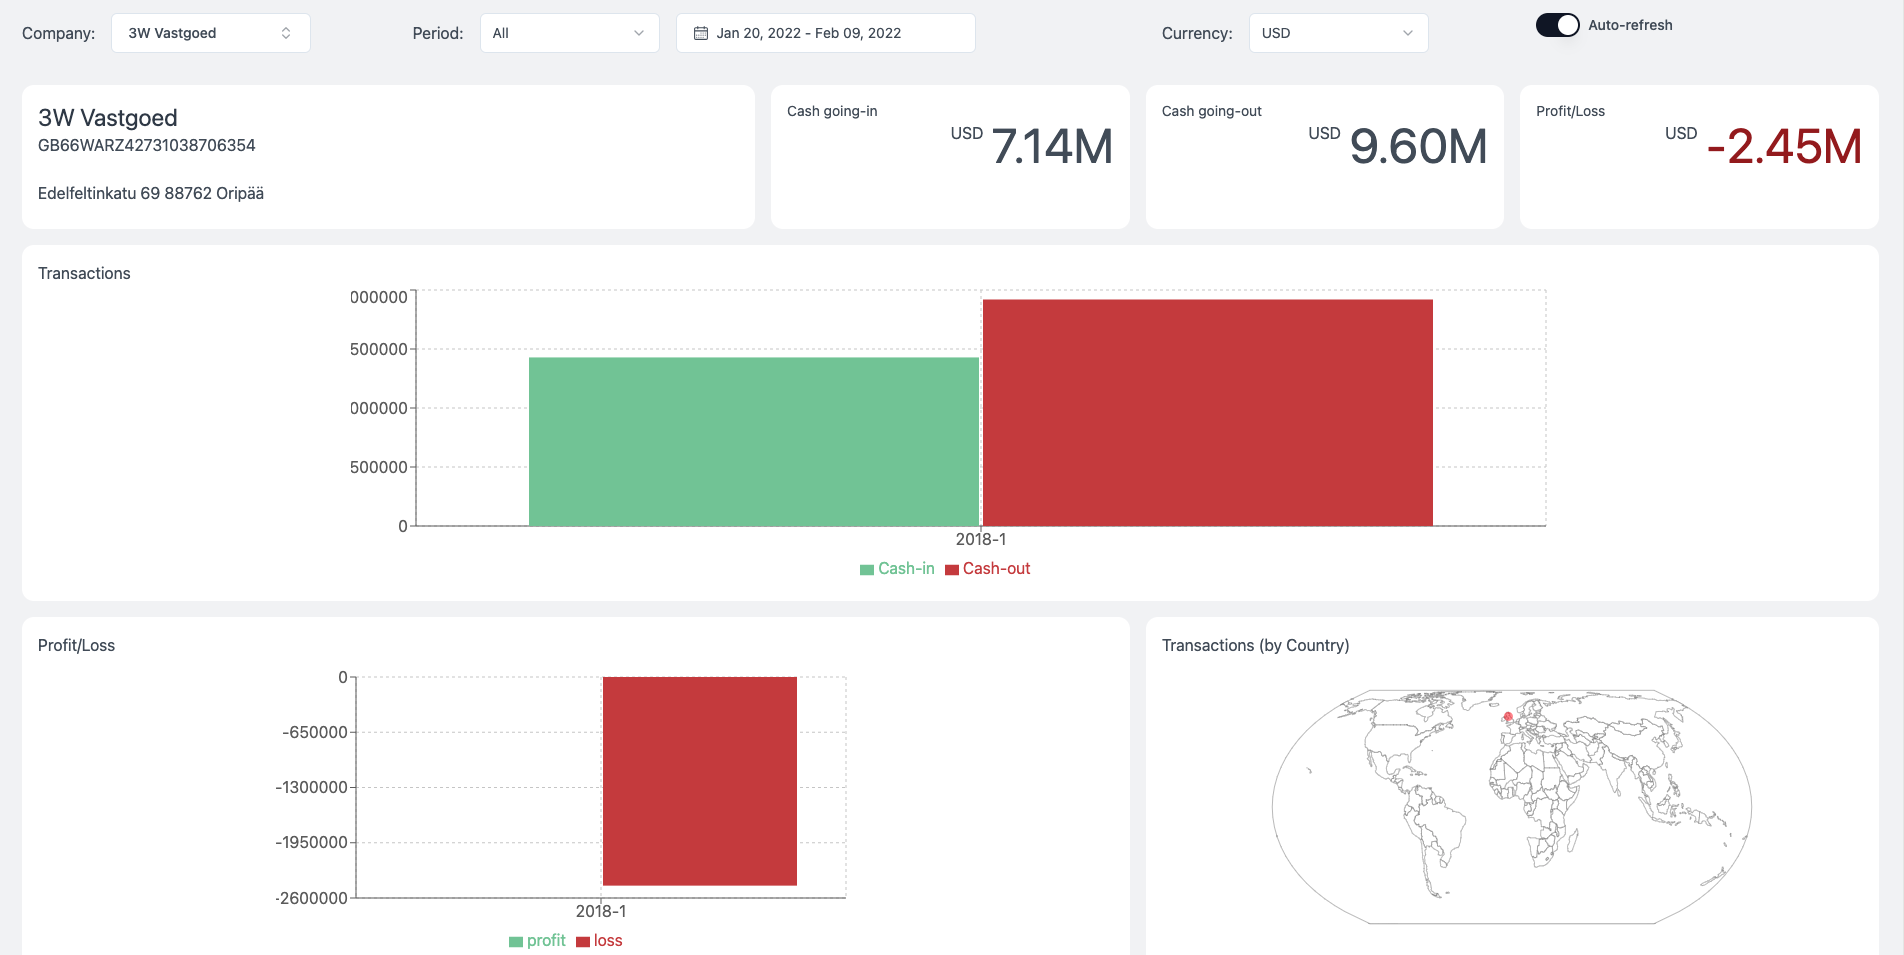 Company: 3W Vastgoed Period: All Jan 20, 2022 - Feb 09, 2022 Currency: USD Auto-refresh
3W Vastgoed
GB66WARZ42731038706354
Edelfeltinkatu 69 88762 Oripää
Cash going-in
USD 7.14M
Cash going-out
USD 9.60M
Profit/Loss
USD -2.45M
Transactions
000000
500000
000000
500000
0
2018-1
Cash-in Cash-out
Profit/Loss
0
-650000
-1300000
-1950000
-2600000
2018-1
profit loss
Transactions (by Country)